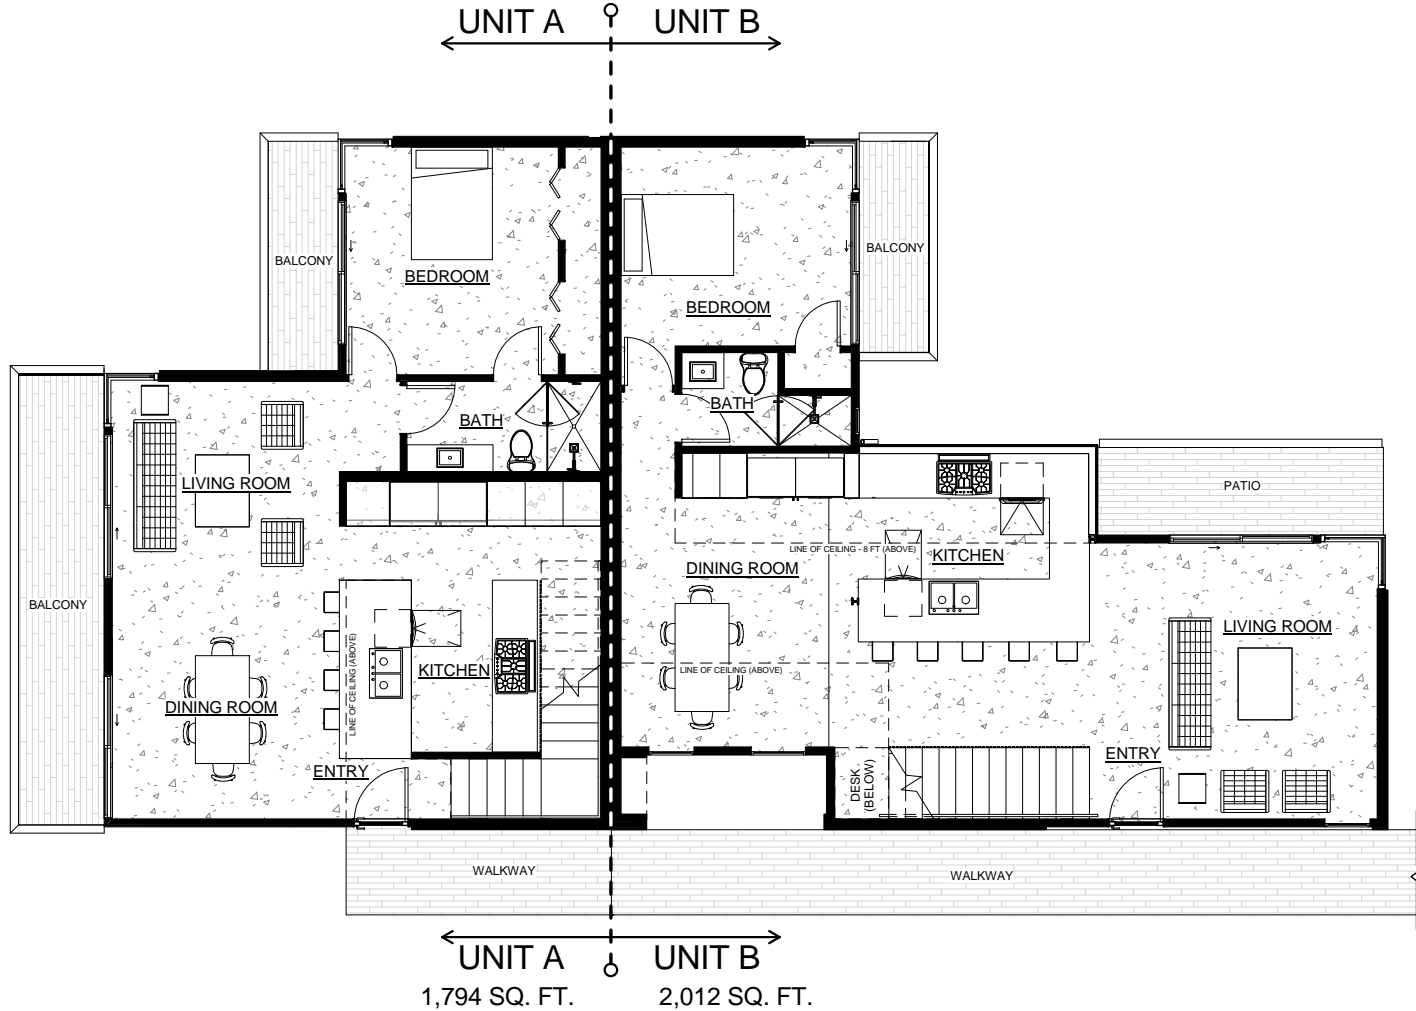 UNIT A
UNIT B
BALCONY
BEDROOM
BEDROOM
BALCONY
BATH
BATH
LIVING ROOM
PATIO
LINE OF CEILING - 8 FT (ABOVE)
KITCHEN
DINING ROOM
BALCONY
LINE OF CEILING (ABOVE)
KITCHEN
LINE OF CEILING (ABOVE)
LIVING ROOM
DINING ROOM
ENTRY
DESK
(BELOW)
ENTRY
WALKWAY
WALKWAY
UNIT A
UNIT B
1,794 SQ. FT.
2,012 SQ. FT.